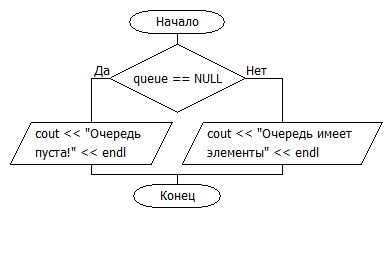 Начало
Да
Нет
queue == NULL
cout << "Очередь
пуста!" << endl
cout << "Очередь имеет
элементы" << endl
Конец